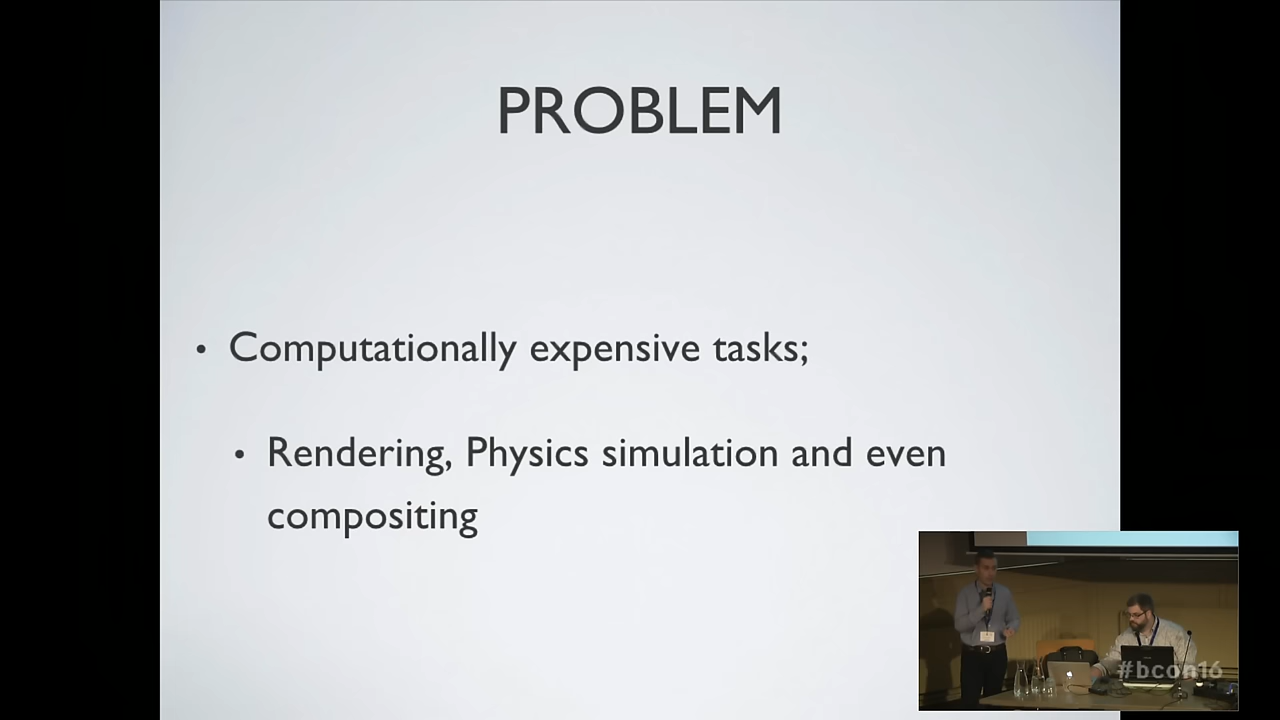 PROBLEM
• Computationally expensive tasks;
• Rendering, Physics simulation and even
compositing
#bcon16